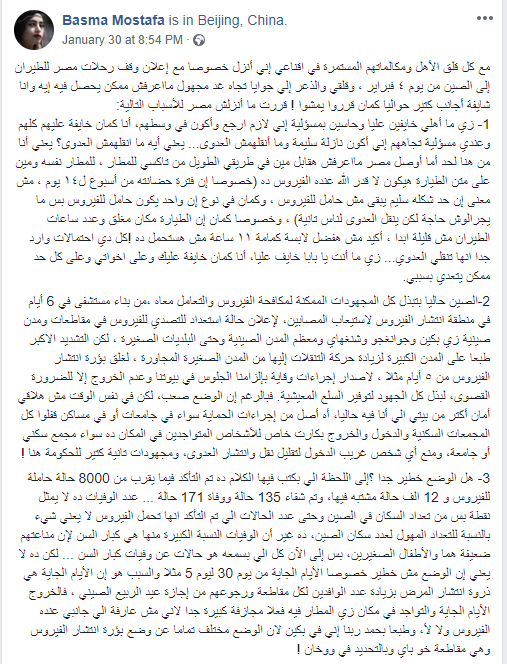 Basma Mostafa is in Beijing, China.
January 30 at 8:54 PM ·
مع كل قلق الأهل ومكالماتهم المستمرة في اقناعي إني أنزل خصوصا مع إعلان وقف رحلات مصر للطيران
إلى الصين من يوم ٤ فبراير ، وقلقي والذعر إلي جوايا تجاه غد مجهول مااعرفش ممكن يحصل فيه إيه وانا
شايفة أجانب كتير حواليا كمان قرروا يمشوا ! قررت ما أنزلش مصر للأسباب التالية:
1- زي ما أهلي خايفين عليا وحاسين بمسؤلية إني لازم ارجع وأكون في وسطهم، أنا كمان خايفة عليهم كلهم
وعندي مسؤلية تجاههم إني أكون نازلة سليمة وما أنقلهمش العدوى... يعني أيه ما انقلهمش العدوى؟ يعني أنا
من هنا لحد أما أوصل مصر مااعرفش هقابل مين في طريقي الطويل من تاكسي للمطار ، للمطار نفسه ومين
على متن الطيارة هيكون لا قدر الله عنده الفيروس ده (خصوصا إن فترة حضانته من أسبوع ل١٤ يوم ، مش
معنى إن حد شكله سليم يبقى مش حامل للفيروس ، وكمان في نوع إن واحد يكون حامل للفيروس بس ما
يجرالوش حاجة لكن ينقل العدوى لناس تانية) ، وخصوصا كمان إن الطيارة مكان مغلق وعدد ساعات
الطيران مش قليلة ابدا ، أكيد مش هفضل لابسة كمامة ١١ ساعة مش هستحمل ده !كل دي احتمالات وارد
جدا انها تنقلي العدوي... زي ما أنت يا بابا خايف عليا، أنا كمان خايفة عليك وعلى اخواتي وعلى كل حد
ممكن يتعدي بسببي.
2-الصين حاليا بتبذل كل المجهودات الممكنة لمكافحة الفيروس والتعامل معاه ،من بناء مستشفى في 6 أيام
في منطقة انتشار الفيروس لاستيعاب المصابين، لإعلان حالة استعداد للتصدي للفيروس في مقاطعات ومدن
صينية زي بكين وجوانغجو وشنغهاي ومعظم المدن الصينية وحتى البلديات الصغيرة ، لكن التشديد الاكبر
طبعا على المدن الكبيرة لزيادة حركة التنقلات إليها من المدن الصغيرة المجاورة ، لغلق بؤرة انتشار
الفيروس من ٥ أيام مثلا ، لاصدار إجراءات وقاية بإلزامنا الجلوس في بيوتنا وعدم الخروج إلا للضرورة
القصوى، لبذل كل الجهود لتوفير السلع المعيشية. فبالرغم إن الوضع صعب، لكن في نفس الوقت مش هلاقي
أمان أكتر من بيتي الي أنا فيه حاليا، أه أصل من إجراءات الحماية سواء في جامعات أو في مساكن قفلوا كل
المجمعات السكنية والدخول والخروج بكارت خاص للأشخاص المتواجدين في المكان ده سواء مجمع سكني
أو جامعة، ومنع أي شخص غريب الدخول لتقليل نقل وانتشار العدوى، ومجهودات تانية كتير للحكومة هنا !
3- هل الوضع خطير جدا ؟إلى اللحظة الي بكتب فيها الكلام ده تم التأكد فيما يقرب من 8000 حالة حاملة
للفيروس و 12 الف حالة مشتبه فيها، وتم شفاء 135 حالة ووفاة 171 حالة ... عدد الوفيات ده لا يمثل
نقطة بس من تعداد السكان في الصين وحتى عدد الحالات الي تم التأكد انها تحمل الفيروس لا يعني شيء
بالنسبة للتعداد المهول لعدد سكان الصين، ده غير أن الوفيات النسبة الكبيرة منها هي كبار السن لإن مناعتهم
ضعيفة هما والأطفال الصغيرين، بس إلى الآن كل الي بسمعه هو حالات عن وفيات كبار السن ... لكن ده لا
يعني إن الوضع مش خطير خصوصا الأيام الجاية من يوم 30 ليوم 5 مثلا والسبب هو إن الأيام الجاية هي
ذروة انتشار المرض بزيادة عدد الوافدين لكل مقاطعة ورجوعهم من إجازة عيد الربيع الصيني ، فالخروج
الأيام الجاية والتواجد في مكان زي المطار فيه فعلا مجازفة كبيرة جدا لاني مش عارفة الي جانبي عنده
الفيروس ولا لأ، وطبعا بحمد ربنا إني في بكين لان الوضع مختلف تماما عن وضع بؤرة انتشار الفيروس
وهي مقاطعة خو باي وبالتحديد في ووخان !